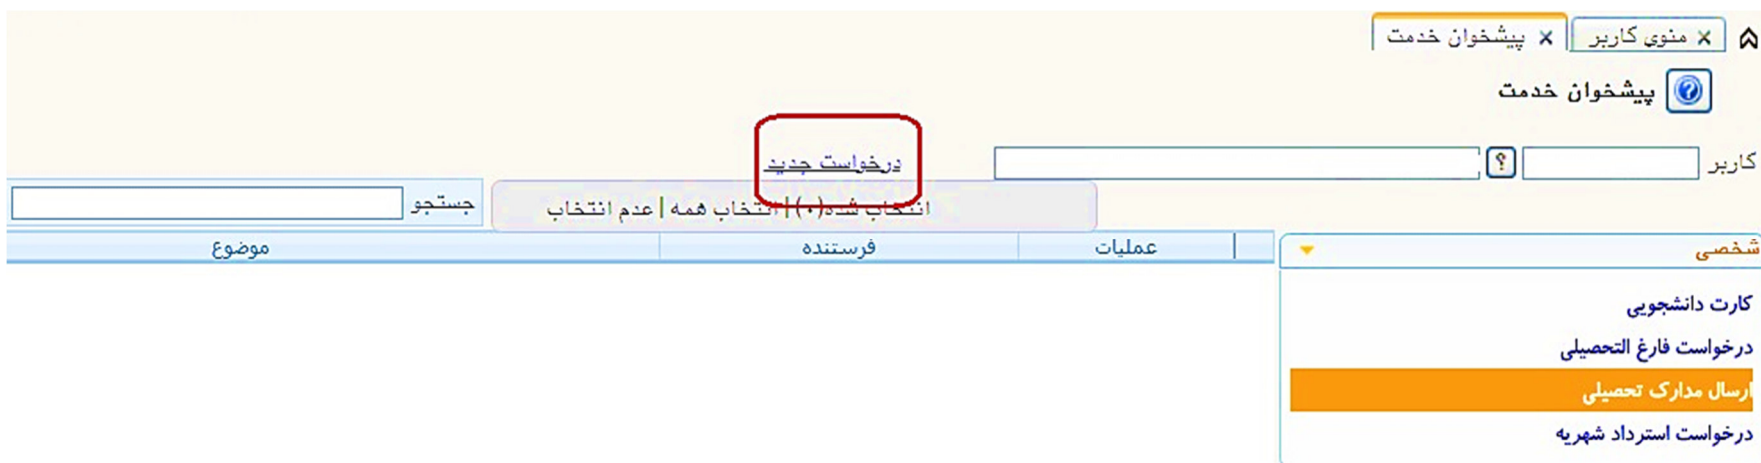 منوی کاربر
پیشخوان خدمت
پیشخوان خدمت
کاربر
؟
درخواست جدید
انتخاب شده(۰)| انتخاب همه | عدم انتخاب
جستجو
شخصی
عملیات
فرستنده
موضوع
کارت دانشجویی
درخواست فارغ التحصیلی
ارسال مدارک تحصیلی
درخواست استرداد شهریه